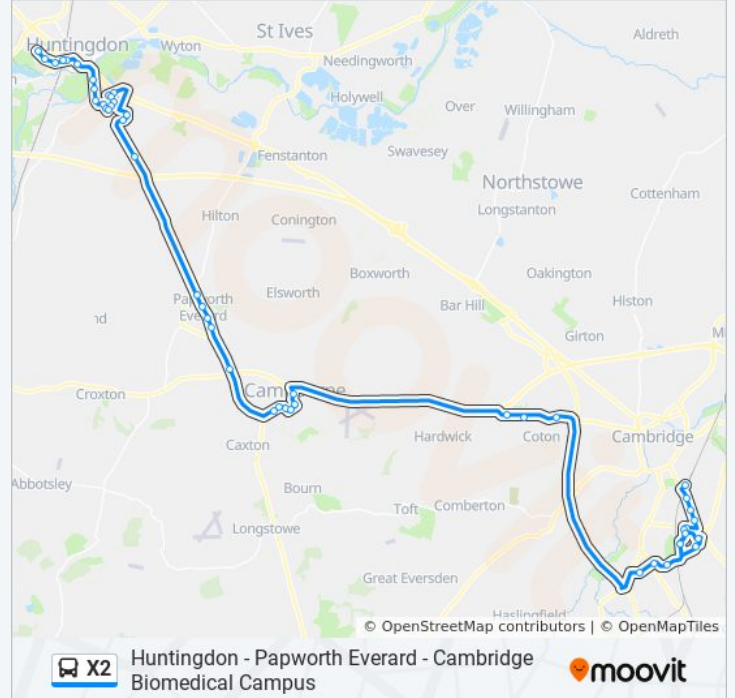 Huntingdon
Wyton
St Ives
Aldreth
Needingworth
Holywell
Over
Willingham
Fenstanton
Swavesey
Northstowe
Cottenham
Longstanton
Hilton
Conington
Boxworth
Oakington
Elsworth
Bar Hill
Histon
Papworth
Everard
Girton
Croxton
Hardwick
Coton
Cambridge
Caxton
Abbotsley
Bourn
Toft
Comberton
Longstowe
Great Eversden
Haslingfield
© OpenStreetMap contributors | © OpenMapTiles
X2
Huntingdon - Papworth Everard - Cambridge
Biomedical Campus
moovit